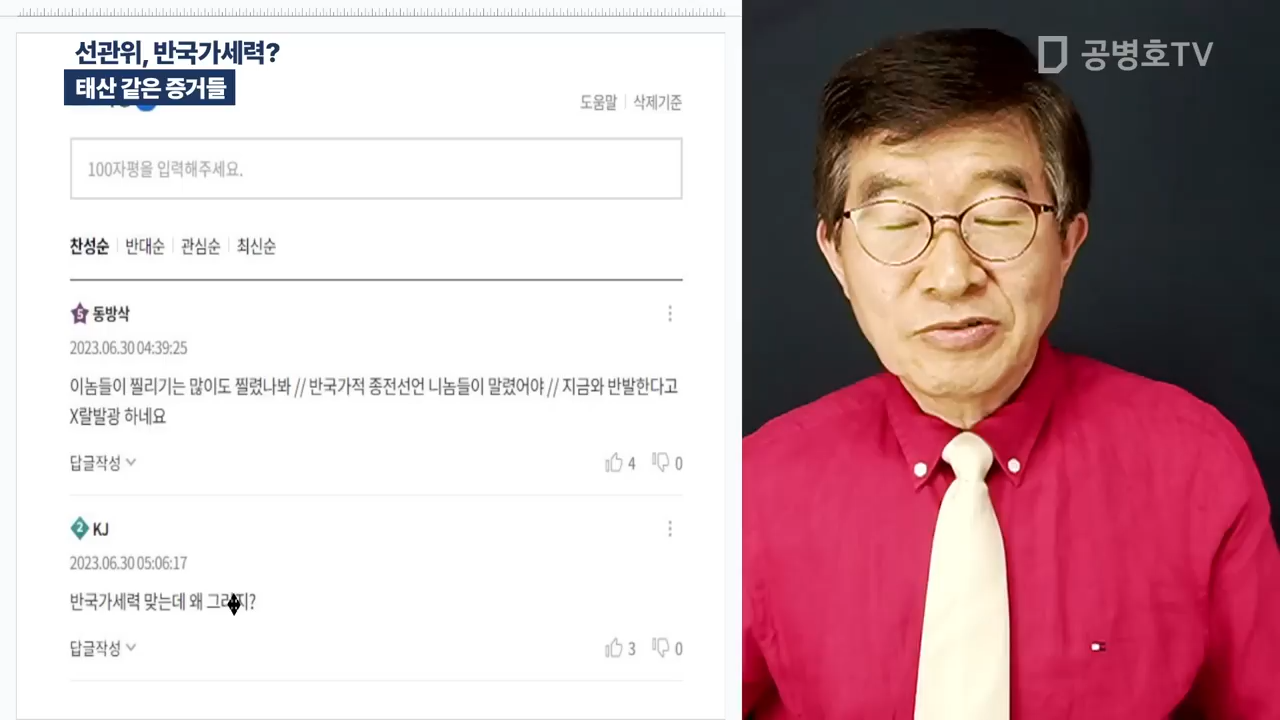 선관위, 반국가세력?
태산 같은 증거들
공병호TV
도움말 삭제기준
100자평을 입력해주세요.
찬성순 반대순 관심순 최신순
5 동방삭
2023.06.30 04:39:25
이놈들이 찔리기는 많이도 찔렸나봐 // 반국가적 종전선언 니놈들이 말렸어야 // 지금와 반발한다고
X랄발광 하네요
답글작성 4 0
2 KJ
2023.06.30 05:06:17
반국가세력 맞는데 왜 그러지?
답글작성 3 0